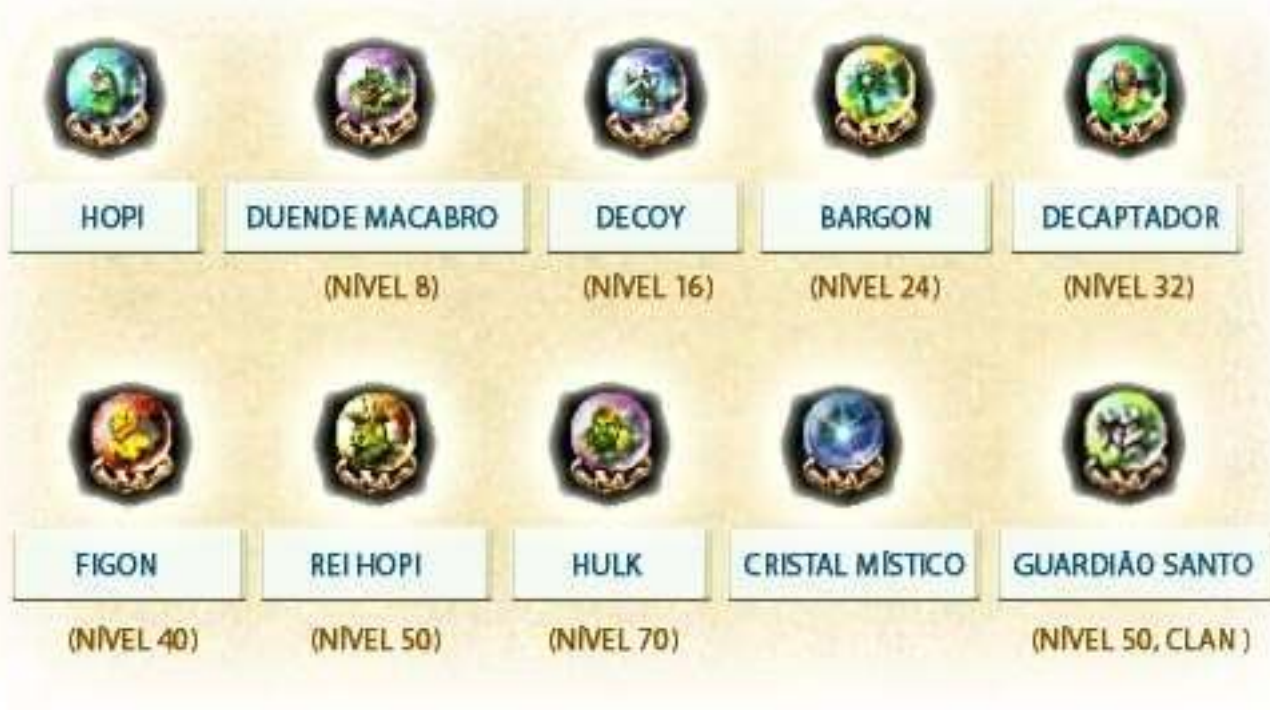 HOPI
DUENDE MACABRO
DECOY
BARGON
DECAPTADOR
(NÍVEL 8)
(NÍVEL 16)
(NÍVEL 24)
(NÍVEL 32)
FIGON
REI HOPI
HULK
CRISTAL MÍSTICO
GUARDIÃO SANTO
(NÍVEL 40)
(NÍVEL 50)
(NÍVEL 70)
(NÍVEL 50, CLAN )